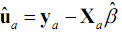 û_a = y_a − X_a β̂